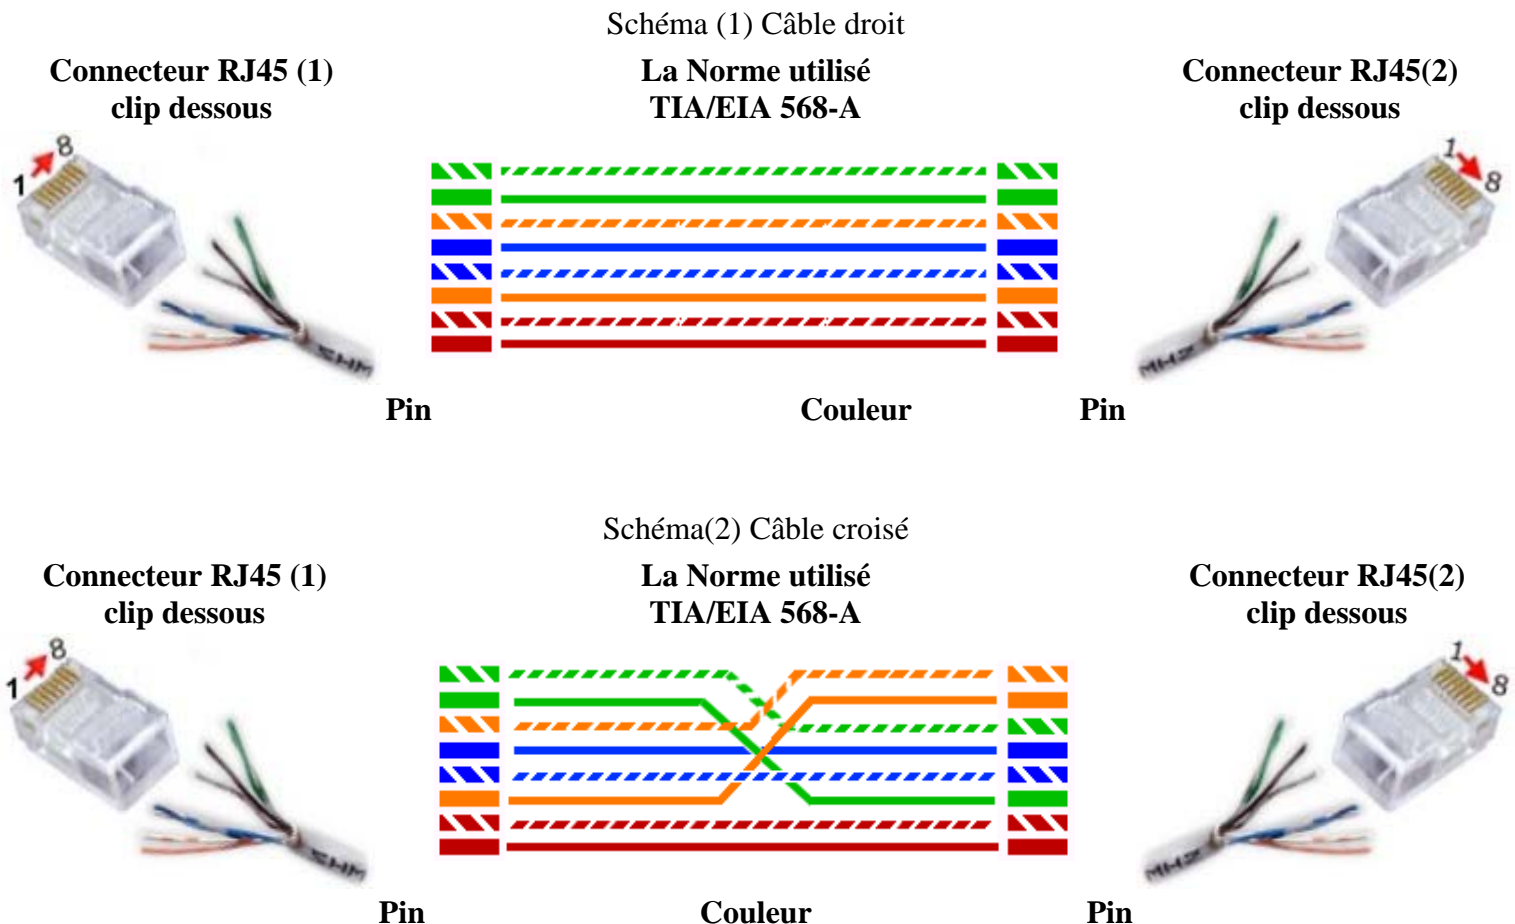 Schéma (1) Câble droit
Connecteur RJ45 (1)
clip dessous
La Norme utilisé
TIA/EIA 568-A
Connecteur RJ45(2)
clip dessous
1 8
1 8
Pin Couleur Pin
Schéma(2) Câble croisé
Connecteur RJ45 (1)
clip dessous
La Norme utilisé
TIA/EIA 568-A
Connecteur RJ45(2)
clip dessous
1 8
1 8
Pin Couleur Pin